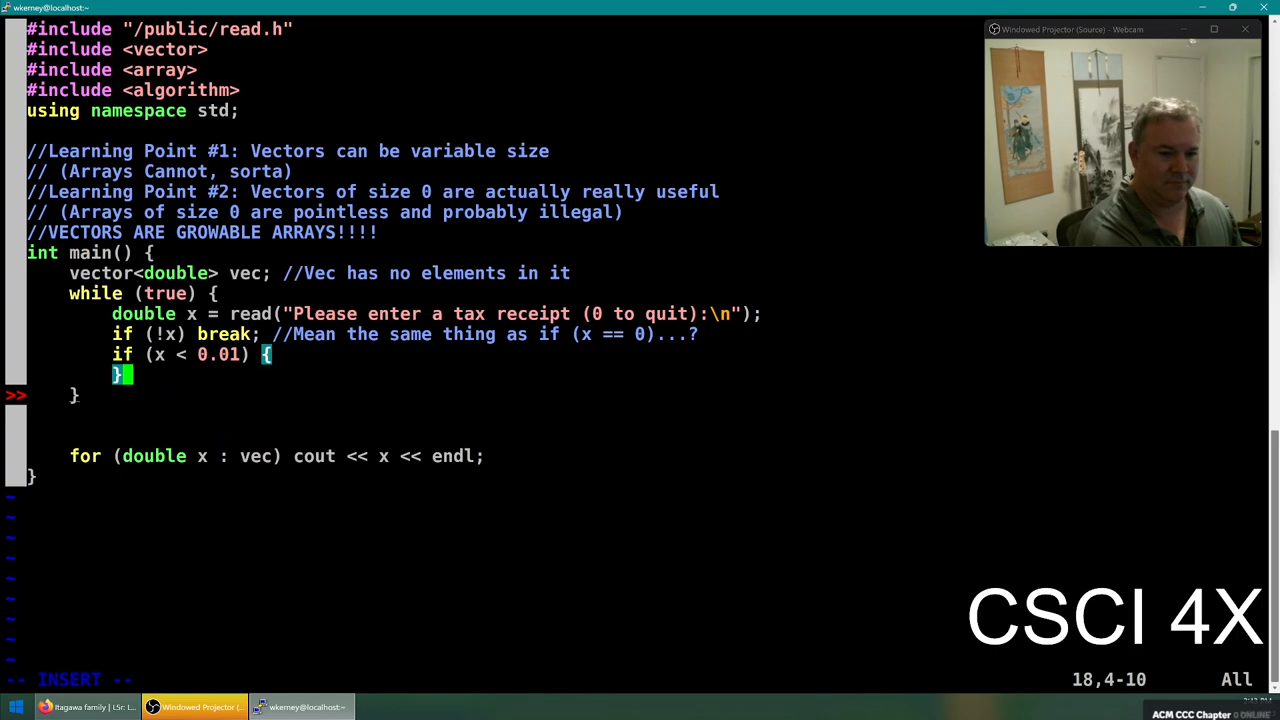 wkerney@localhost:~
#include "/public/read.h"
#include <vector>
#include <array>
#include <algorithm>
using namespace std;
//Learning Point #1: Vectors can be variable size
// (Arrays Cannot, sorta)
//Learning Point #2: Vectors of size 0 are actually really useful
// (Arrays of size 0 are pointless and probably illegal)
//VECTORS ARE GROWABLE ARRAYS!!!!
int main() {
vector<double> vec; //Vec has no elements in it
while (true) {
double x = read("Please enter a tax receipt (0 to quit):\n");
if (!x) break; //Mean the same thing as if (x == 0)...?
if (x < 0.01) {
}
>> }
for (double x : vec) cout << x << endl;
}
~
~
~
~
~
~
~
~
~
-- INSERT --
18,4-10
All
Windowed Projector (Source) - Webcam
CSCI 4X
Itagawa family | L5r: l...
Windowed Projector (...
wkerney@localhost:~
ACM CCC Chapter 0 ONLINE